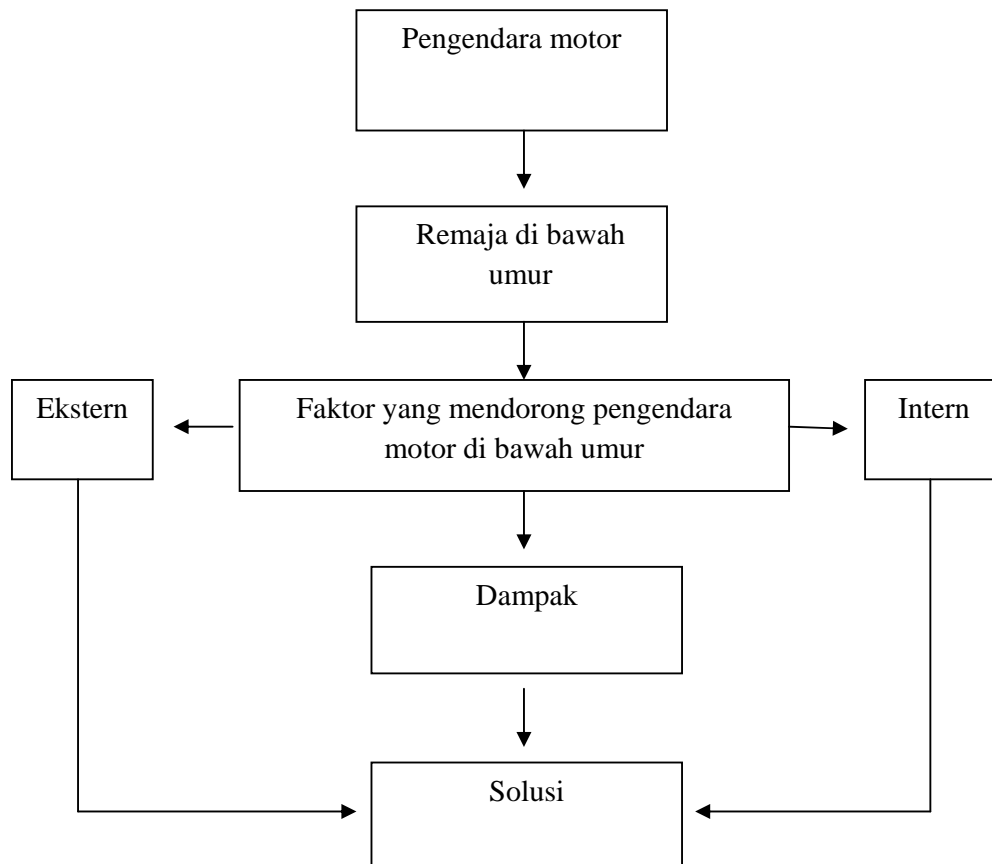 Pengendara motor
Remaja di bawah
umur
Ekstern
Faktor yang mendorong pengendara
motor di bawah umur
Intern
Dampak
Solusi